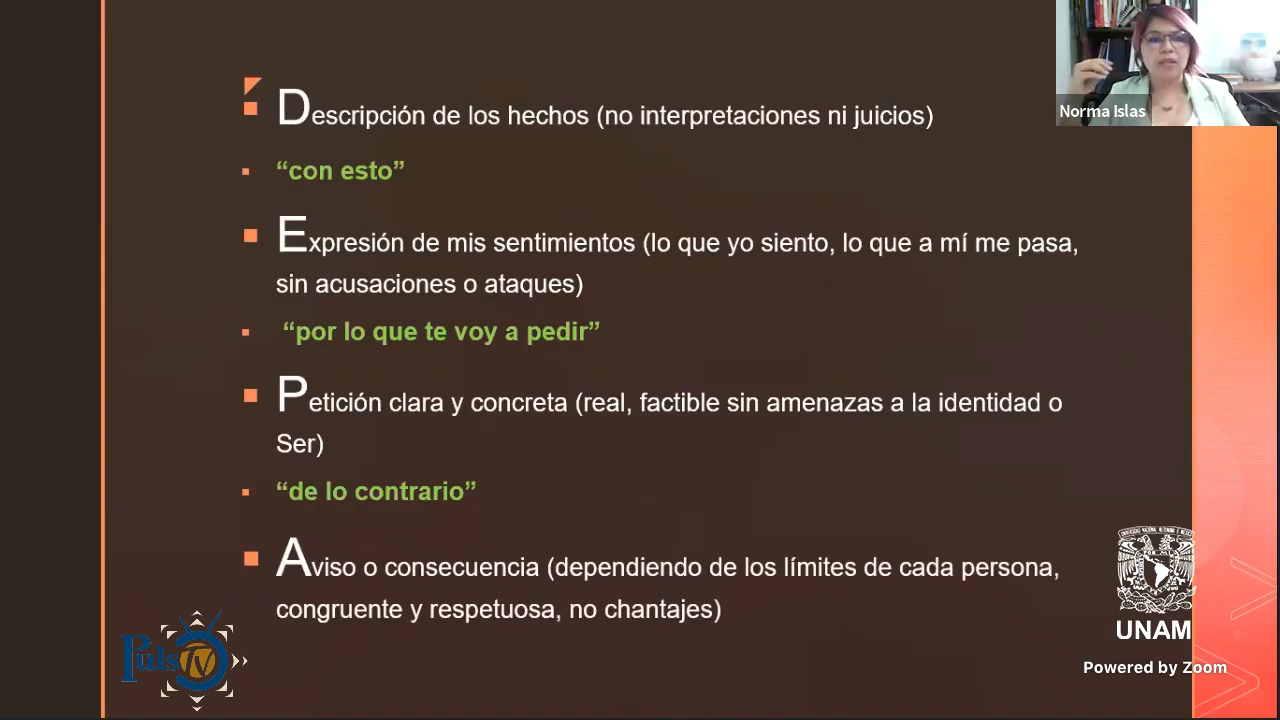 Descripción de los hechos (no interpretaciones ni juicios)
“con esto”
Expresión de mis sentimientos (lo que yo siento, lo que a mí me pasa,
sin acusaciones o ataques)
“por lo que te voy a pedir”
Petición clara y concreta (real, factible sin amenazas a la identidad o
Ser)
“de lo contrario”
Aviso o consecuencia (dependiendo de los límites de cada persona,
congruente y respetuosa, no chantajes)
Norma Islas
PulsTV
UNAM
Powered by Zoom